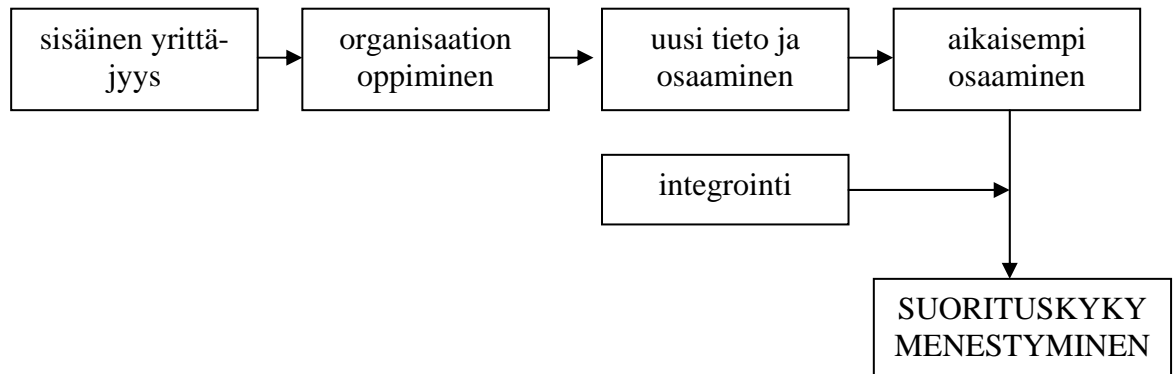 sisäinen yrittä-
jyys
organisaation
oppiminen
uusi tieto ja
osaaminen
aikaisempi
osaaminen
integrointi
SUORITUSKYKY
MENESTYMINEN